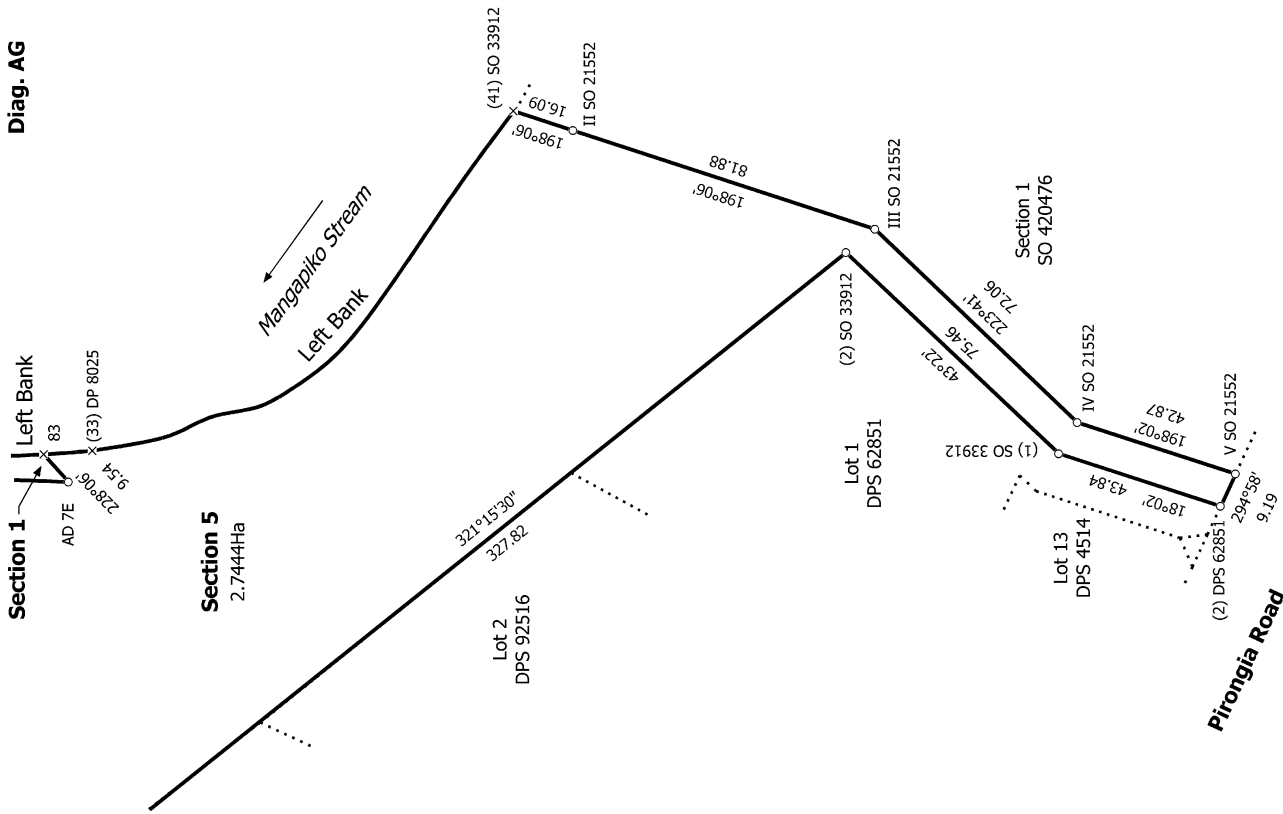 Diag. AG
(41) SO 33912
16.09
198°06'
II SO 21552
81.88
198°06'
III SO 21552
Section 1
SO 420476
Mangapiko Stream
Left Bank
Left Bank
83
(33) DP 8025
9.54
228°06'
AD 7E
Section 1
Section 5
2.7444Ha
321°15'30"
327.82
Lot 2
DPS 92516
(2) SO 33912
72.06
223°41'
75.46
43°22'
Lot 1
DPS 62851
IV SO 21552
(1) SO 33912
42.87
198°02'
43.84
18°02'
V SO 21552
294°58'
9.19
(2) DPS 62851
Lot 13
DPS 4514
Pirongia Road